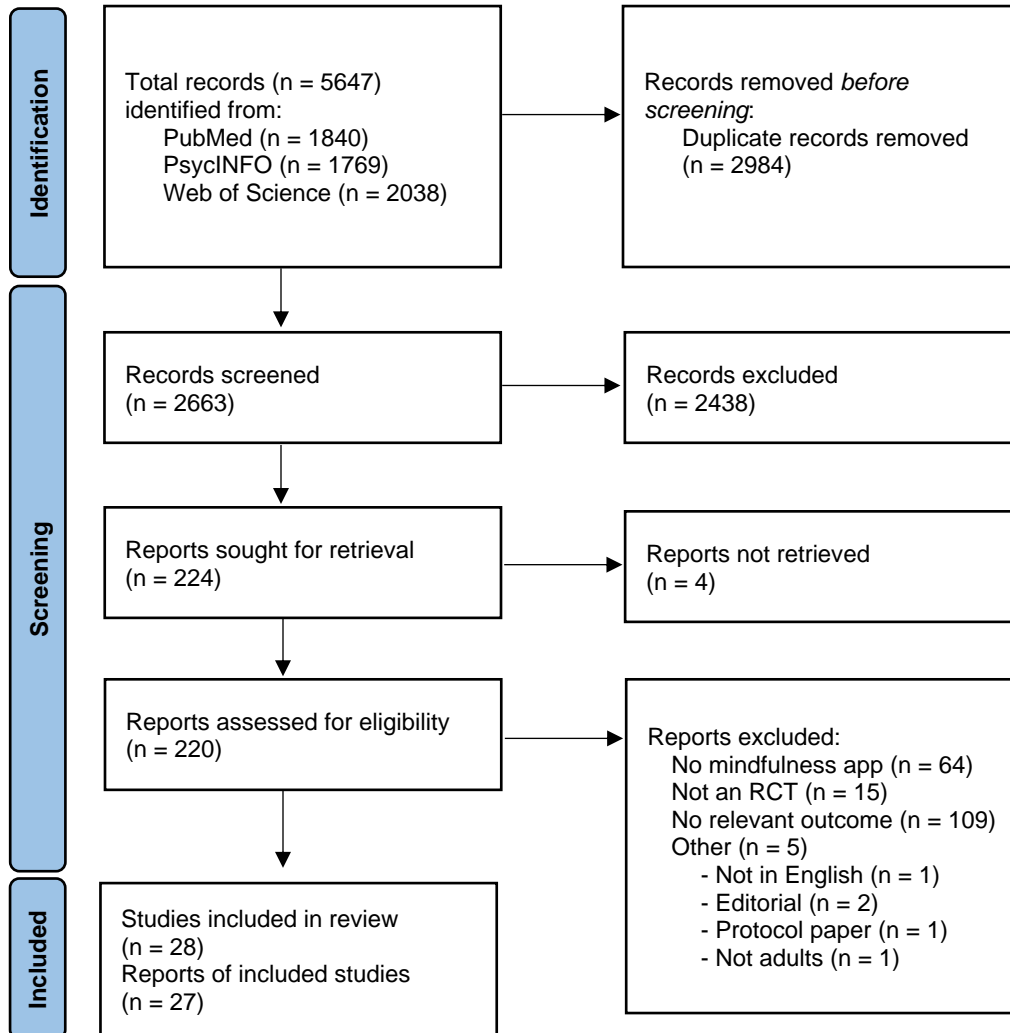 Identification
Total records (n = 5647)
identified from:
PubMed (n = 1840)
PsycINFO (n = 1769)
Web of Science (n = 2038)
Records removed before
screening:
Duplicate records removed
(n = 2984)
Screening
Records screened
(n = 2663)
Records excluded
(n = 2438)
Reports sought for retrieval
(n = 224)
Reports not retrieved
(n = 4)
Reports assessed for eligibility
(n = 220)
Reports excluded:
No mindfulness app (n = 64)
Not an RCT (n = 15)
No relevant outcome (n = 109)
Other (n = 5)
- Not in English (n = 1)
- Editorial (n = 2)
- Protocol paper (n = 1)
- Not adults (n = 1)
Included
Studies included in review
(n = 28)
Reports of included studies
(n = 27)